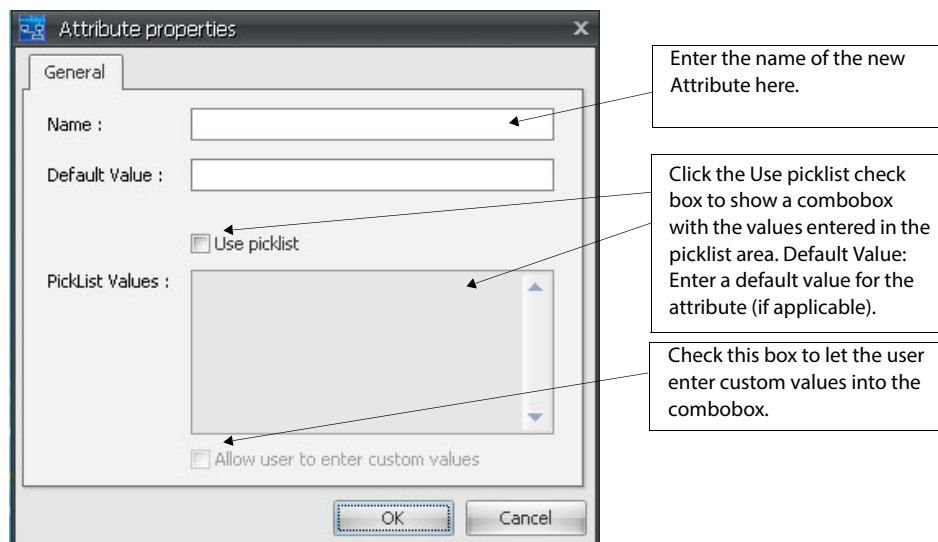 Attribute properties
General
Name :
Default Value :
Use picklist
PickList Values :
Allow user to enter custom values
OK
Cancel
Enter the name of the new
Attribute here.
Click the Use picklist check
box to show a combobox
with the values entered in the
picklist area. Default Value:
Enter a default value for the
attribute (if applicable).
Check this box to let the user
enter custom values into the
combobox.